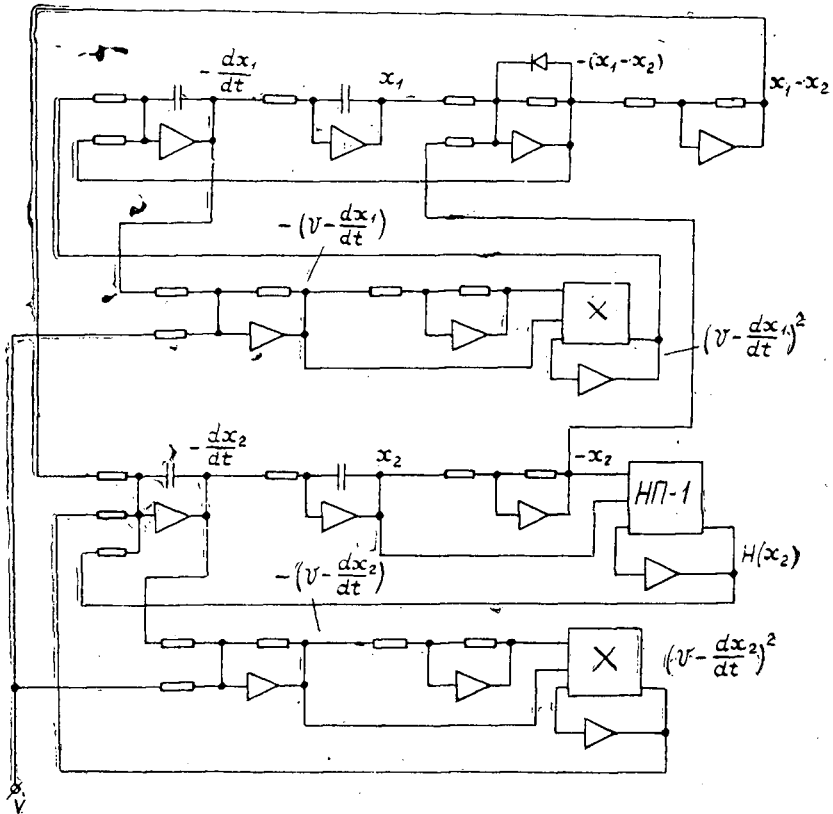 -dx₁/dt
x₁
-(x₁-x₂)
x₁-x₂
-(v-dx₁/dt)
X
(v-dx₁/dt)²
-dx₂/dt
x₂
-x₂
НП-1
H(x₂)
-(v-dx₂/dt)
X
(v-dx₂/dt)²
V